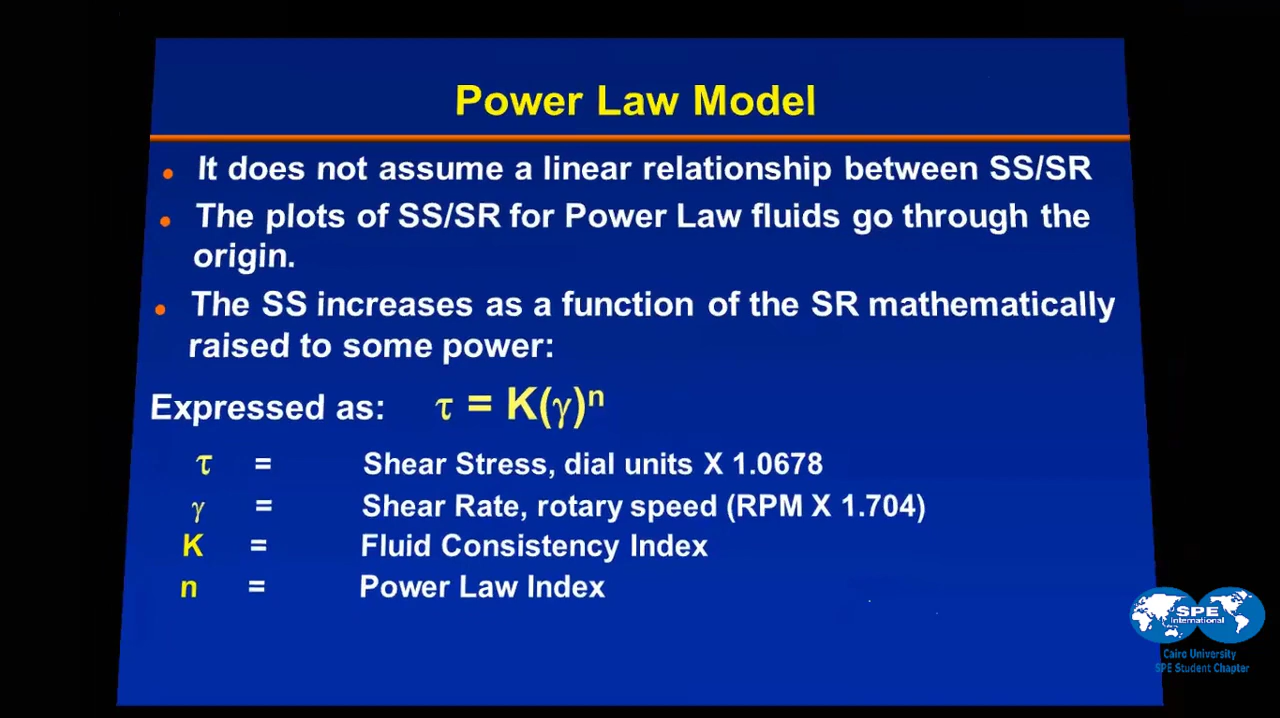 Power Law Model
• It does not assume a linear relationship between SS/SR
• The plots of SS/SR for Power Law fluids go through the
origin.
• The SS increases as a function of the SR mathematically
raised to some power:
Expressed as: τ = K(γ)ⁿ
τ = Shear Stress, dial units X 1.0678
γ = Shear Rate, rotary speed (RPM X 1.704)
K = Fluid Consistency Index
n = Power Law Index
SPE
International
Cairo University
SPE Student Chapter